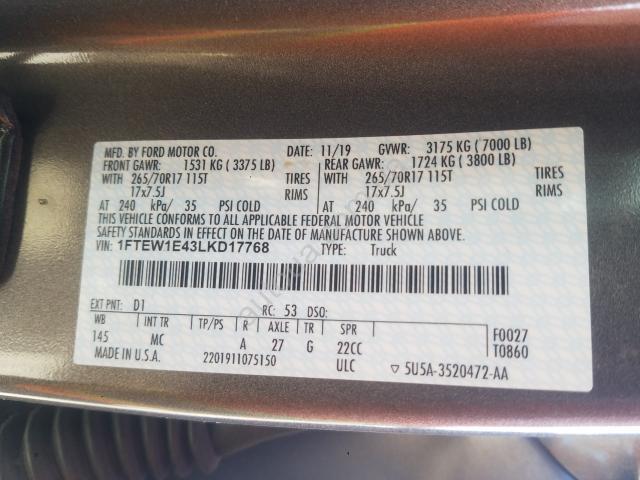 MFD. BY FORD MOTOR CO. 11/19 GVWR: 3175 KG ( 7000 LB)
FRONT GAWR: 1531 KG ( 3375 LB) REAR GAWR: 1724 KG ( 3800 LB)
WITH 265/70R17 115T TIRES WITH 265/70R17 115T TIRES
17x7.5J RIMS 17x7.5J RIMS
AT 240 kPa/ 35 PSI COLD AT 240 kPa/ 35 PSI COLD
THIS VEHICLE CONFORMS TO ALL APPLICABLE FEDERAL MOTOR VEHICLE
SAFETY STANDARDS IN EFFECT ON THE DATE OF MANUFACTURE SHOWN ABOVE.
VIN: 1FTEW1E43LKD17768 TYPE: Truck
EXT PNT: D1 RC: 53 DSO:
WB INT TR TP/PS R AXLE TR SPR F0027
145 MC A 27 G 22CC T0860
MADE IN U.S.A. 2201911075150 ULC ▽ 5U5A-3520472-AA